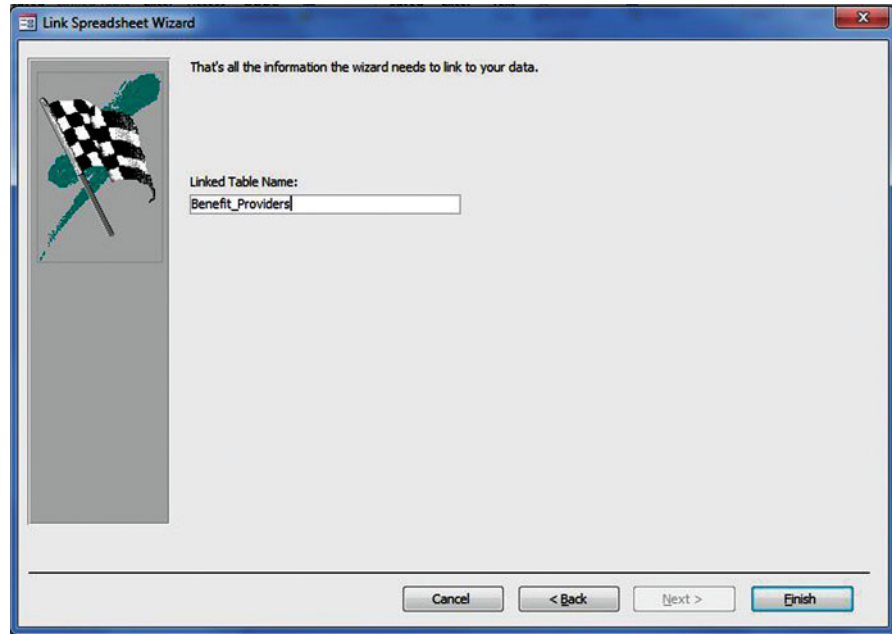 Link Spreadsheet Wizard
That's all the information the wizard needs to link to your data.
Linked Table Name:
Benefit_Providers
Cancel
< Back
Next >
Finish